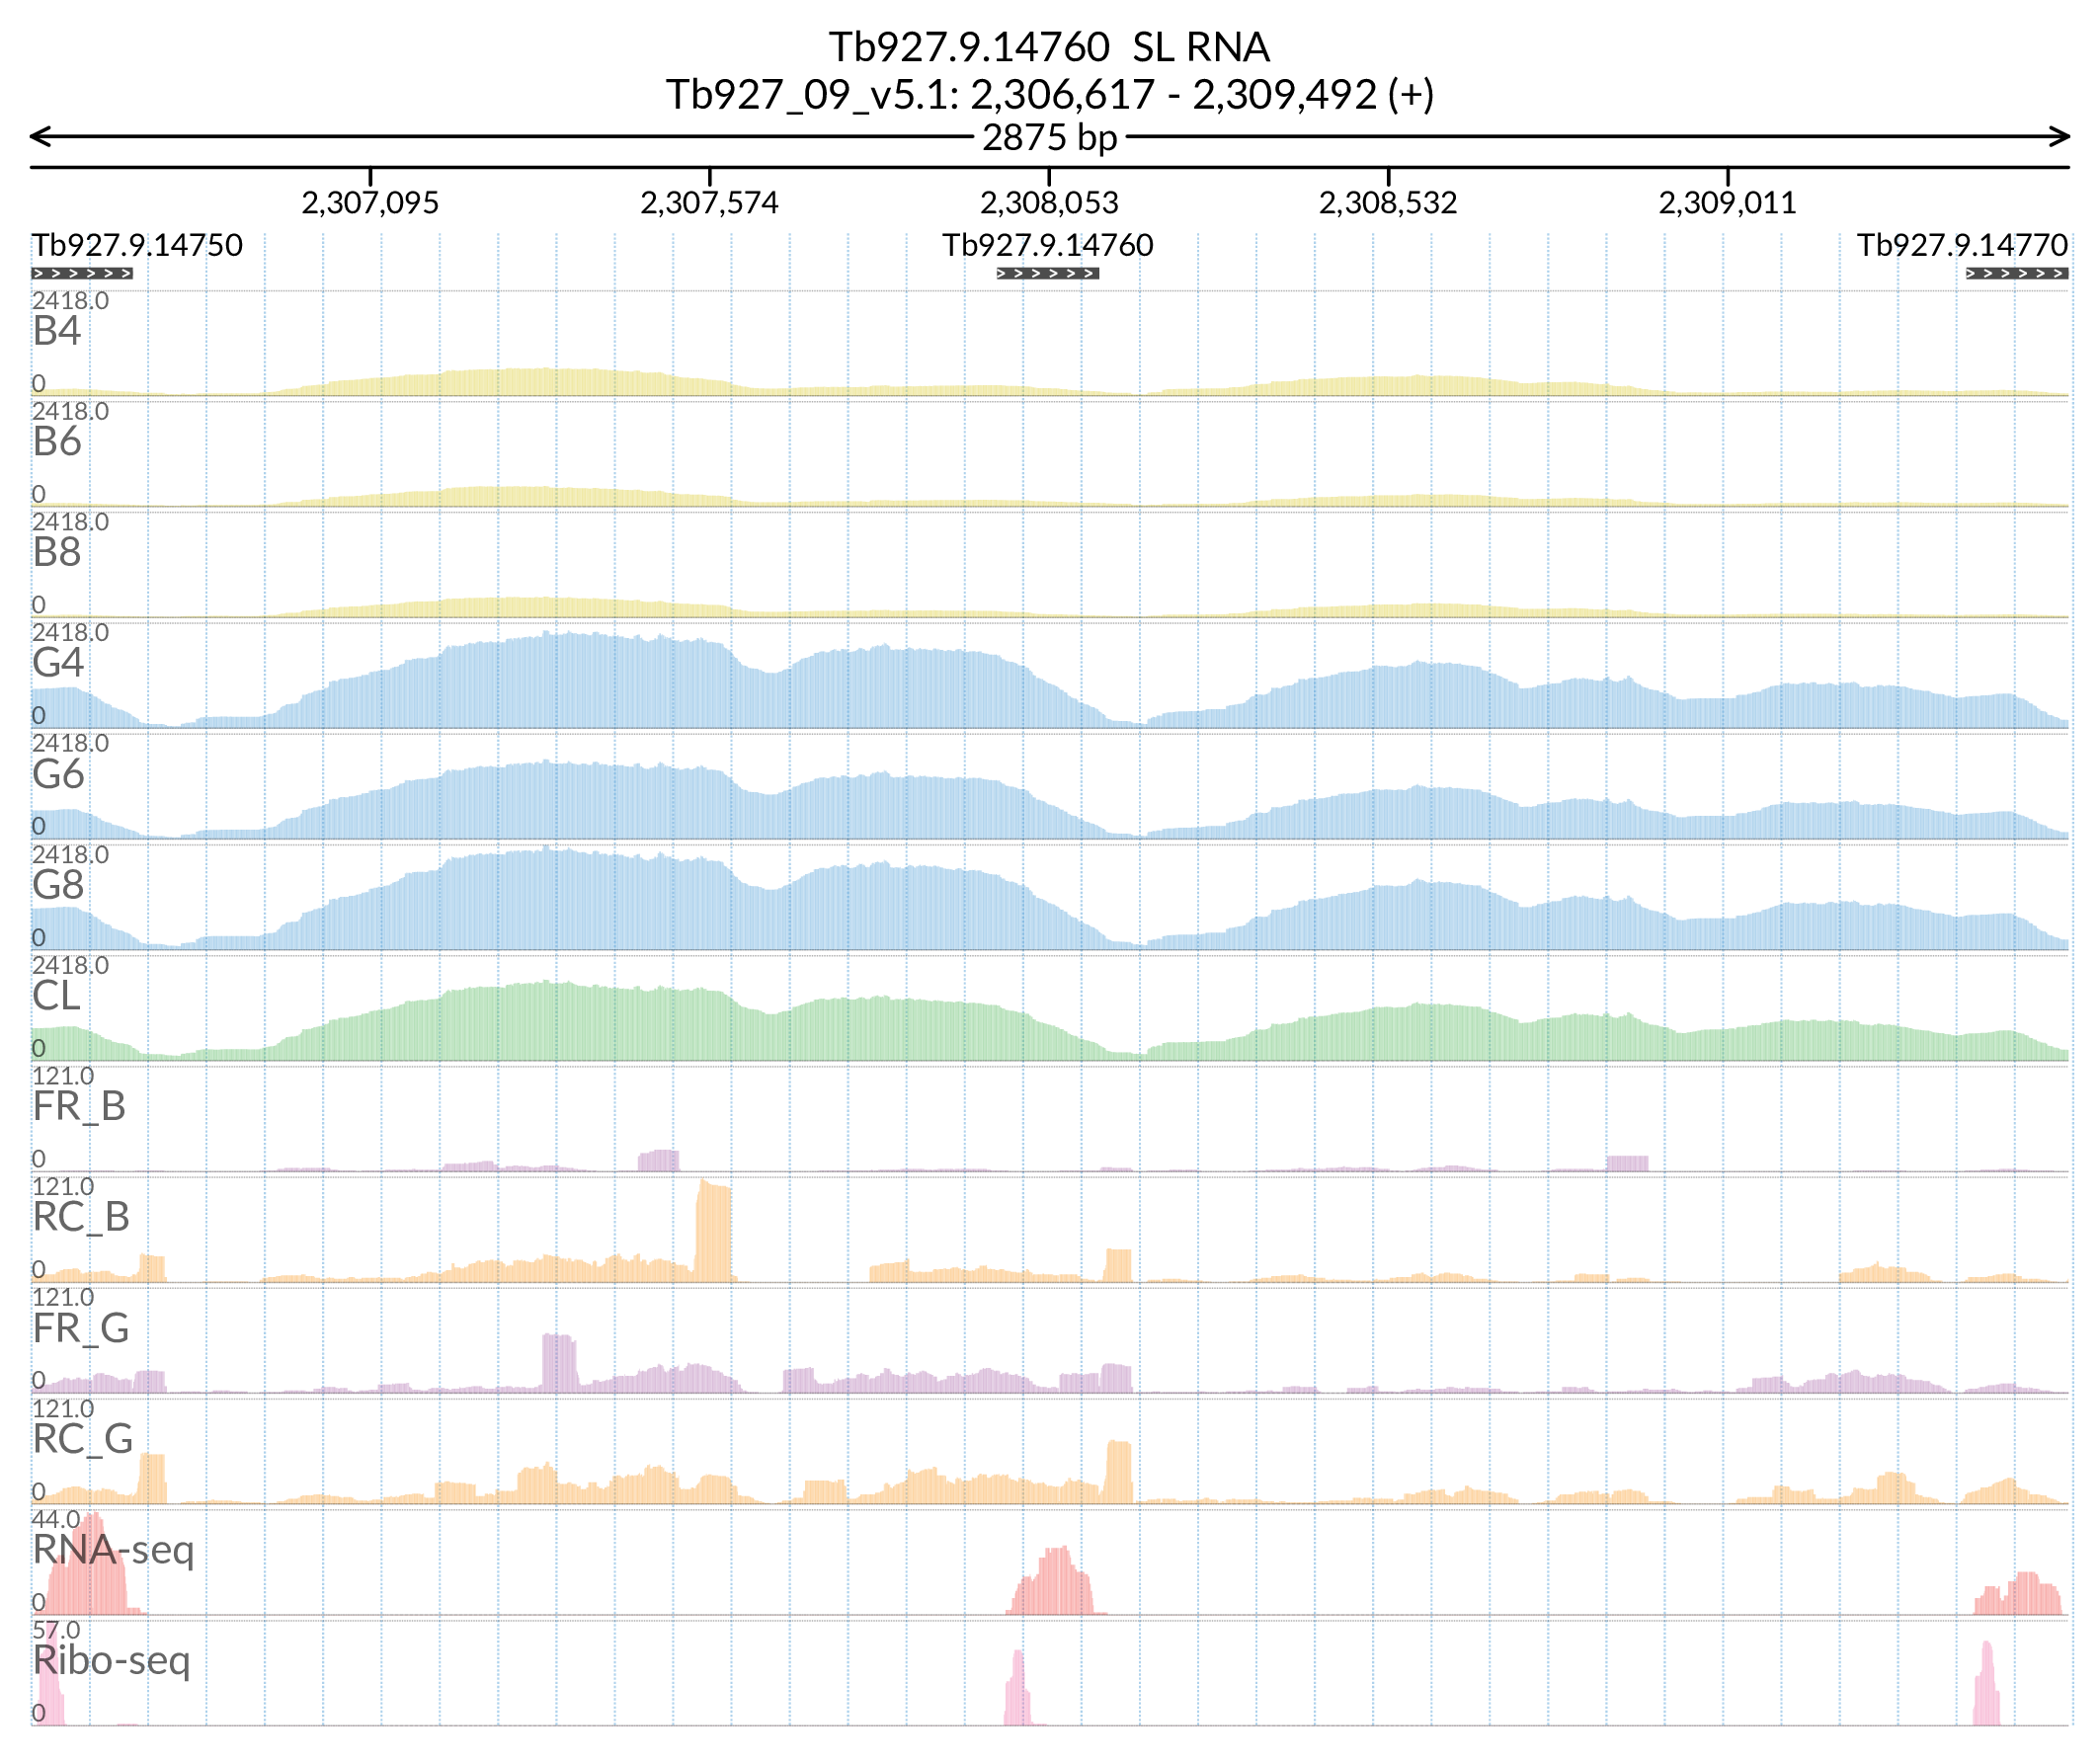 Tb927.9.14760  SL RNA
Tb927_09_v5.1: 2,306,617 - 2,309,492 (+)
2875 bp
2,307,095 2,307,574 2,308,053 2,308,532 2,309,011
Tb927.9.14750 Tb927.9.14760 Tb927.9.14770
2418.0
B4
0
2418.0
B6
0
2418.0
B8
0
2418.0
G4
0
2418.0
G6
0
2418.0
G8
0
2418.0
CL
0
121.0
FR_B
0
121.0
RC_B
0
121.0
FR_G
0
121.0
RC_G
0
44.0
RNA-seq
0
57.0
Ribo-seq
0